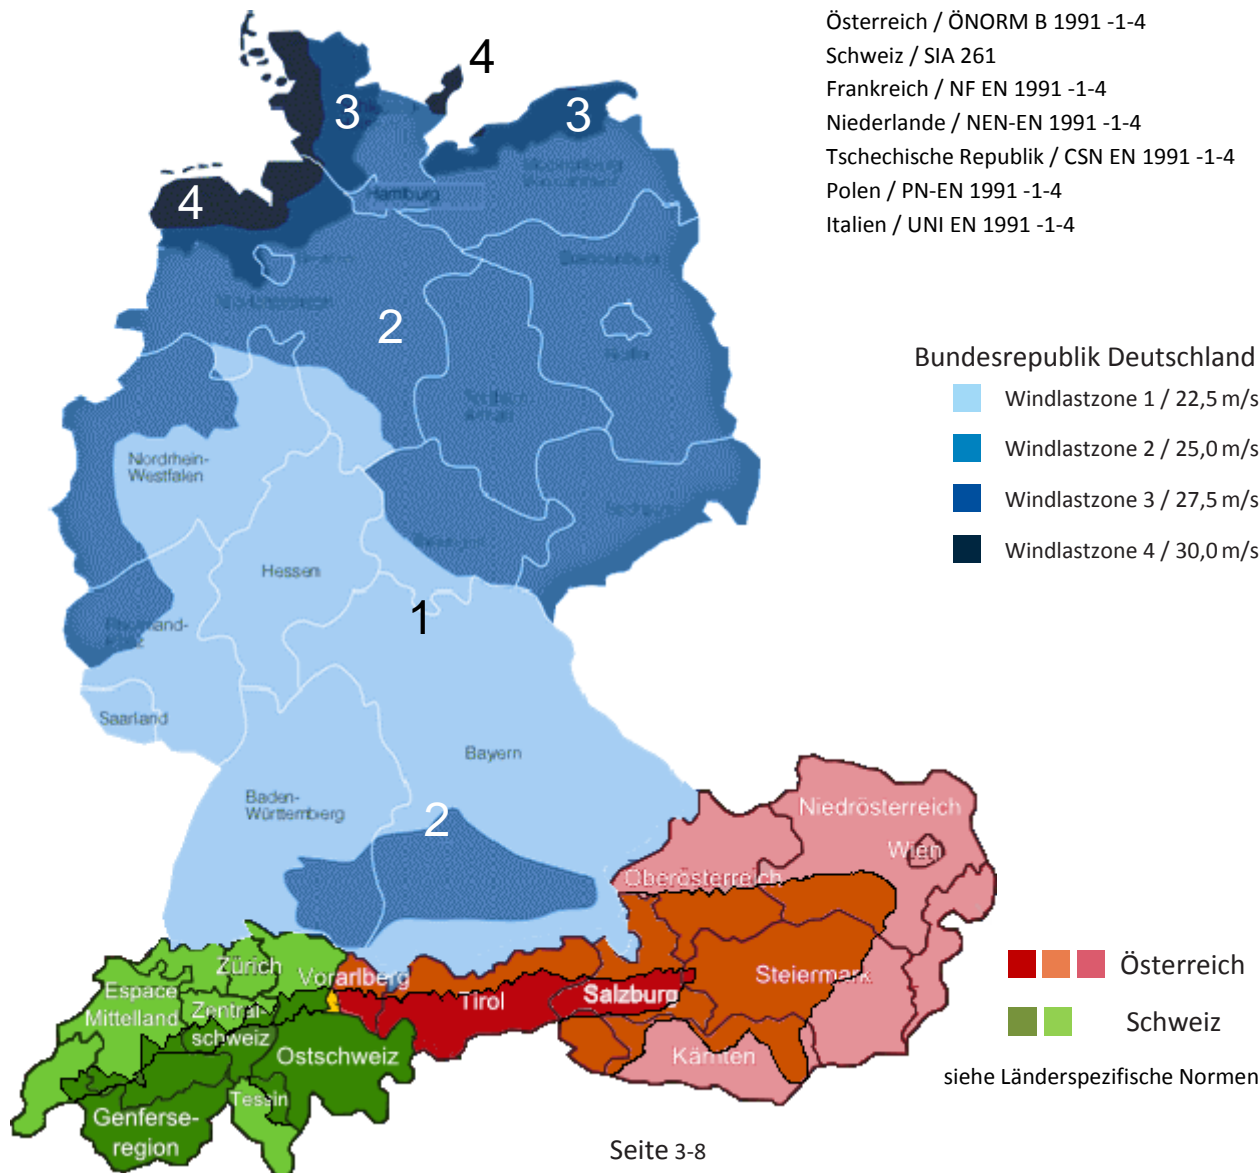 Österreich / ÖNORM B 1991 -1-4
Schweiz / SIA 261
Frankreich / NF EN 1991 -1-4
Niederlande / NEN-EN 1991 -1-4
Tschechische Republik / CSN EN 1991 -1-4
Polen / PN-EN 1991 -1-4
Italien / UNI EN 1991 -1-4
4
3
3
4
Hamburg
2
Bundesrepublik Deutschland
Windlastzone 1 / 22,5 m/s
Windlastzone 2 / 25,0 m/s
Windlastzone 3 / 27,5 m/s
Windlastzone 4 / 30,0 m/s
Nordrhein-
Westfalen
Hessen
1
Saarland
Bayern
Baden-
Württemberg
2
Niedrösterreich
Wien
Oberösterreich
Zürich
Vorarlberg
Espace
Mittelland
Zentral-
schweiz
Tirol
Salzburg
Steiermark
Ostschweiz
Kärnten
Tessin
Genferse-
region
Österreich
Schweiz
siehe Länderspezifische Normen
Seite 3-8